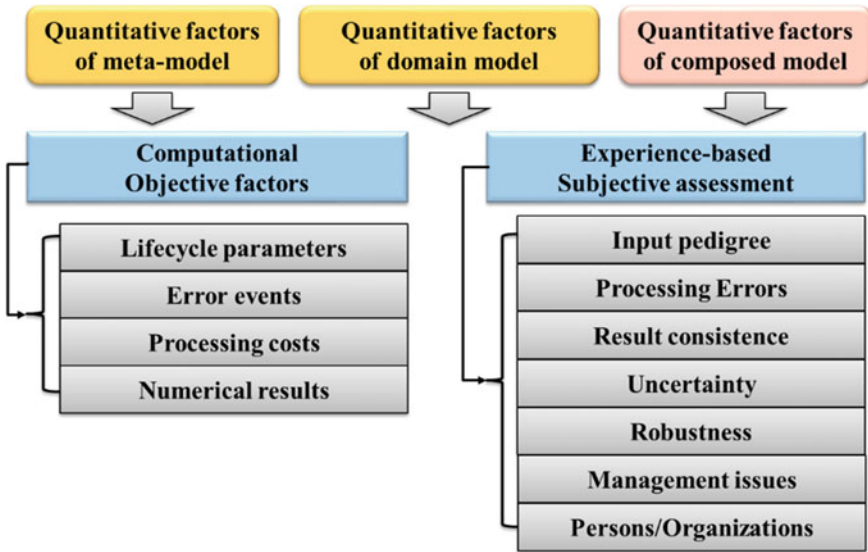 Quantitative factors
of meta-model
Quantitative factors
of domain model
Quantitative factors
of composed model
Computational
Objective factors
Lifecycle parameters
Error events
Processing costs
Numerical results
Experience-based
Subjective assessment
Input pedigree
Processing Errors
Result consistence
Uncertainty
Robustness
Management issues
Persons/Organizations